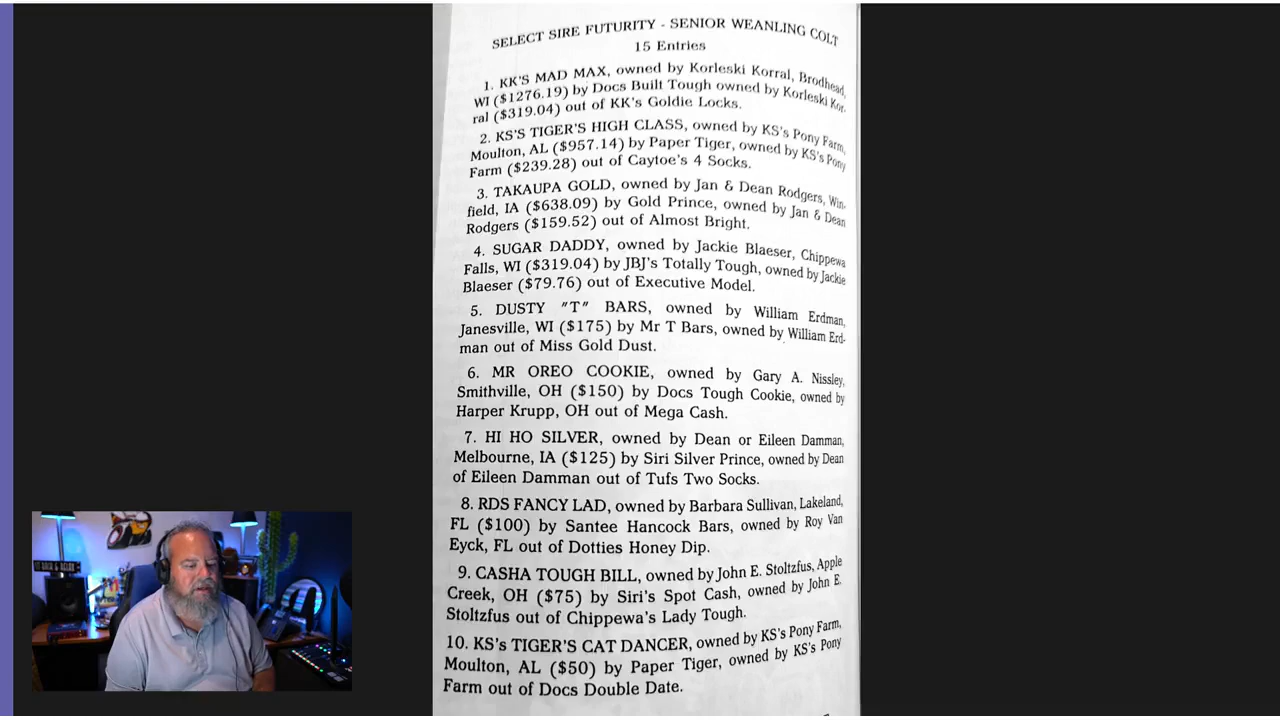 SELECT SIRE FUTURITY - SENIOR WEANLING COLT
15 Entries
1. KK'S MAD MAX, owned by Korleski Korral, Brodhead,
WI ($1276.19) by Docs Built Tough owned by Korleski Kor-
ral ($319.04) out of KK's Goldie Locks.
2. KS'S TIGER'S HIGH CLASS, owned by KS's Pony Farm,
Moulton, AL ($957.14) by Paper Tiger, owned by KS's Pony
Farm ($239.28) out of Caytoe's 4 Socks.
3. TAKAUPA GOLD, owned by Jan & Dean Rodgers, Win-
field, IA ($638.09) by Gold Prince, owned by Jan & Dean
Rodgers ($159.52) out of Almost Bright.
4. SUGAR DADDY, owned by Jackie Blaeser, Chippewa
Falls, WI ($319.04) by JBJ's Totally Tough, owned by Jackie
Blaeser ($79.76) out of Executive Model.
5. DUSTY "T" BARS, owned by William Erdman,
Janesville, WI ($175) by Mr T Bars, owned by William Erd-
man out of Miss Gold Dust.
6. MR OREO COOKIE, owned by Gary A. Nissley,
Smithville, OH ($150) by Docs Tough Cookie, owned by
Harper Krupp, OH out of Mega Cash.
7. HI HO SILVER, owned by Dean or Eileen Damman,
Melbourne, IA ($125) by Siri Silver Prince, owned by Dean
of Eileen Damman out of Tufs Two Socks.
8. RDS FANCY LAD, owned by Barbara Sullivan, Lakeland,
FL ($100) by Santee Hancock Bars, owned by Roy Van
Eyck, FL out of Dotties Honey Dip.
9. CASHA TOUGH BILL, owned by John E. Stoltzfus, Apple
Creek, OH ($75) by Siri's Spot Cash, owned by John E.
Stoltzfus out of Chippewa's Lady Tough.
10. KS's TIGER'S CAT DANCER, owned by KS's Pony Farm,
Moulton, AL ($50) by Paper Tiger, owned by KS's Pony
Farm out of Docs Double Date.